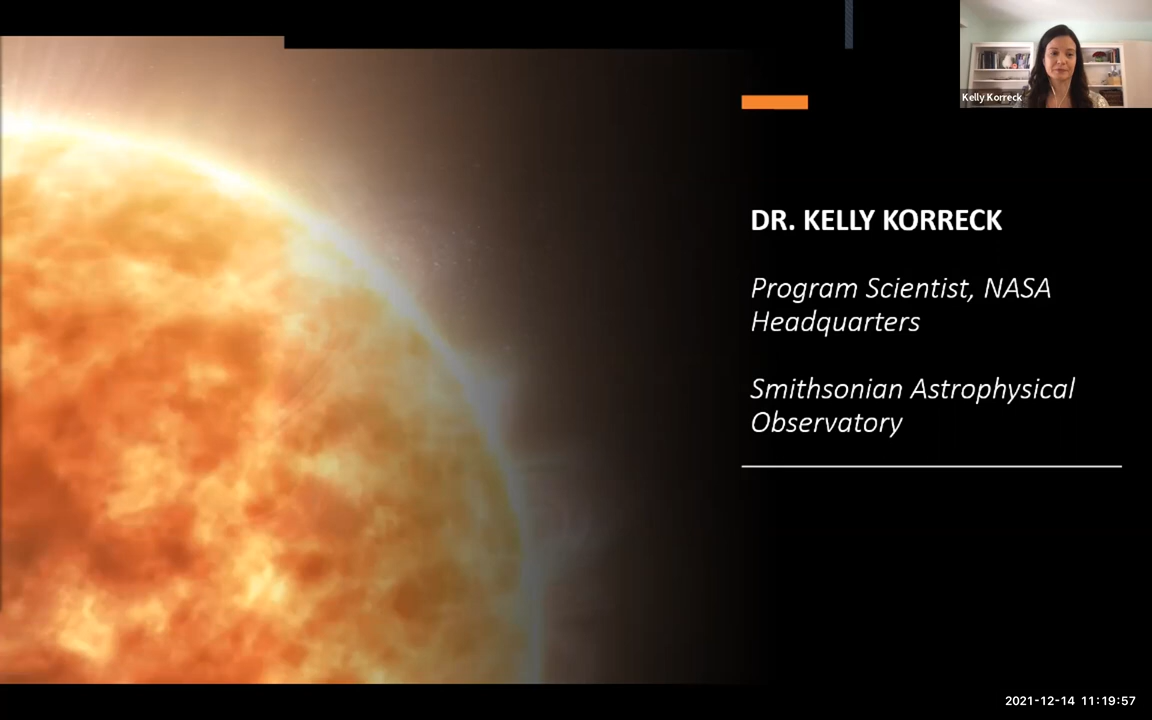 Kelly Korreck
DR. KELLY KORRECK
Program Scientist, NASA
Headquarters
Smithsonian Astrophysical
Observatory
2021-12-14 11:19:57